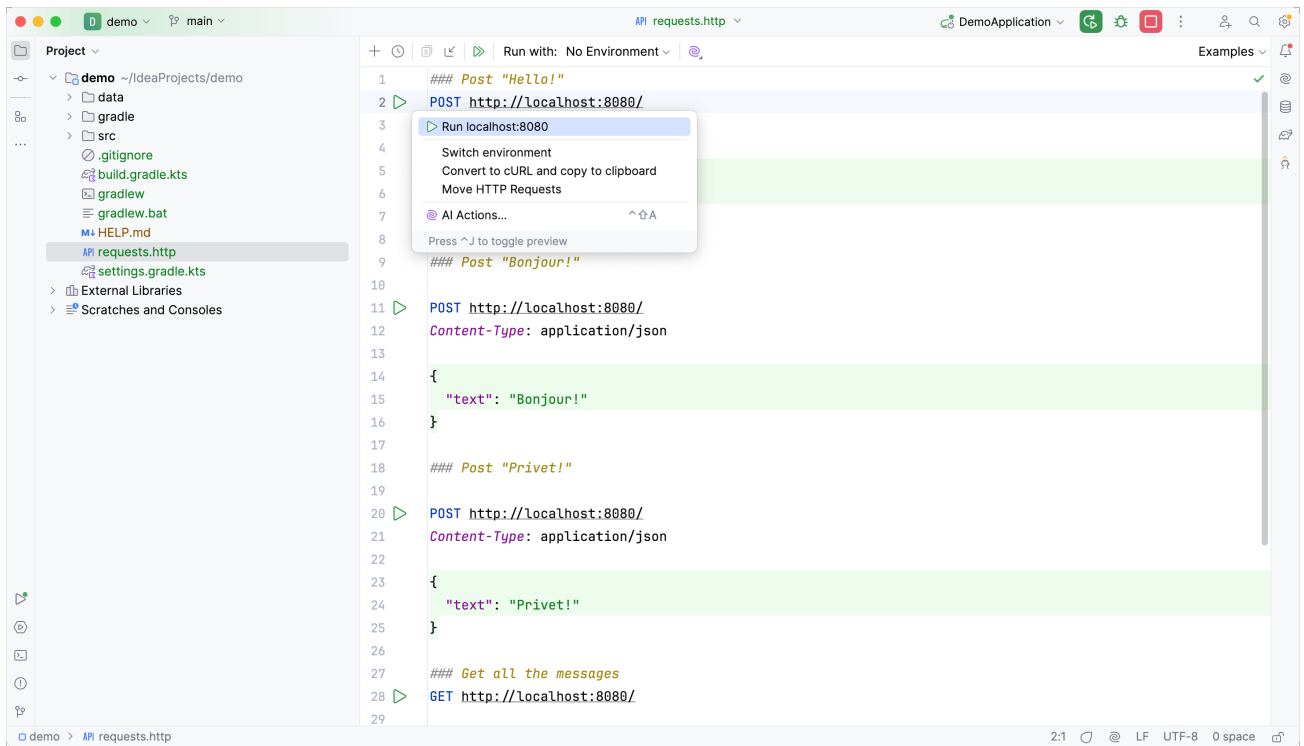 D demo main API requests.http DemoApplication
Project
Run with: No Environment
Examples
demo ~/IdeaProjects/demo
data
gradle
src
.gitignore
build.gradle.kts
gradlew
gradlew.bat
M↓ HELP.md
API requests.http
settings.gradle.kts
External Libraries
Scratches and Consoles
1 ### Post "Hello!"
2 POST http://localhost:8080/
3
4
5
6
7
8
Run localhost:8080
Switch environment
Convert to cURL and copy to clipboard
Move HTTP Requests
AI Actions... ^⇧A
Press ^J to toggle preview
9 ### Post "Bonjour!"
10
11 POST http://localhost:8080/
12 Content-Type: application/json
13
14 {
15 "text": "Bonjour!"
16 }
17
18 ### Post "Privet!"
19
20 POST http://localhost:8080/
21 Content-Type: application/json
22
23 {
24 "text": "Privet!"
25 }
26
27 ### Get all the messages
28 GET http://localhost:8080/
29
demo > API requests.http
2:1 LF UTF-8 0 space